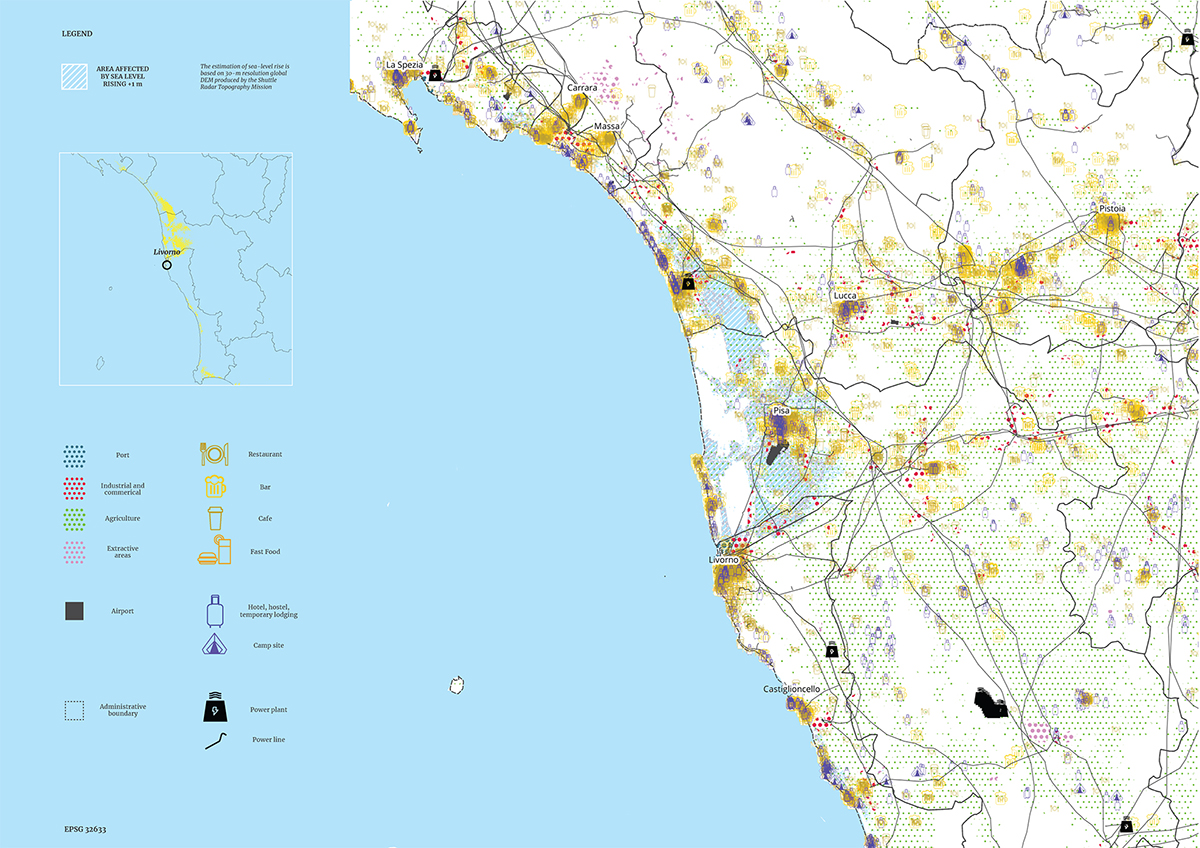 LEGEND
AREA AFFECTED
BY SEA LEVEL
RISING +1 m
The estimation of sea-level rise is
based on 30-m resolution global
DEM produced by the Shuttle
Radar Topography Mission
Livorno
Port
Industrial and
commerical
Agriculture
Extractive
areas
Airport
Administrative
boundary
Restaurant
Bar
Cafe
Fast Food
Hotel, hostel,
temporary lodging
Camp site
Power plant
Power line
EPSG 32633
La Spezia
Carrara
Massa
Pistoia
Lucca
Pisa
Livorno
Castiglioncello